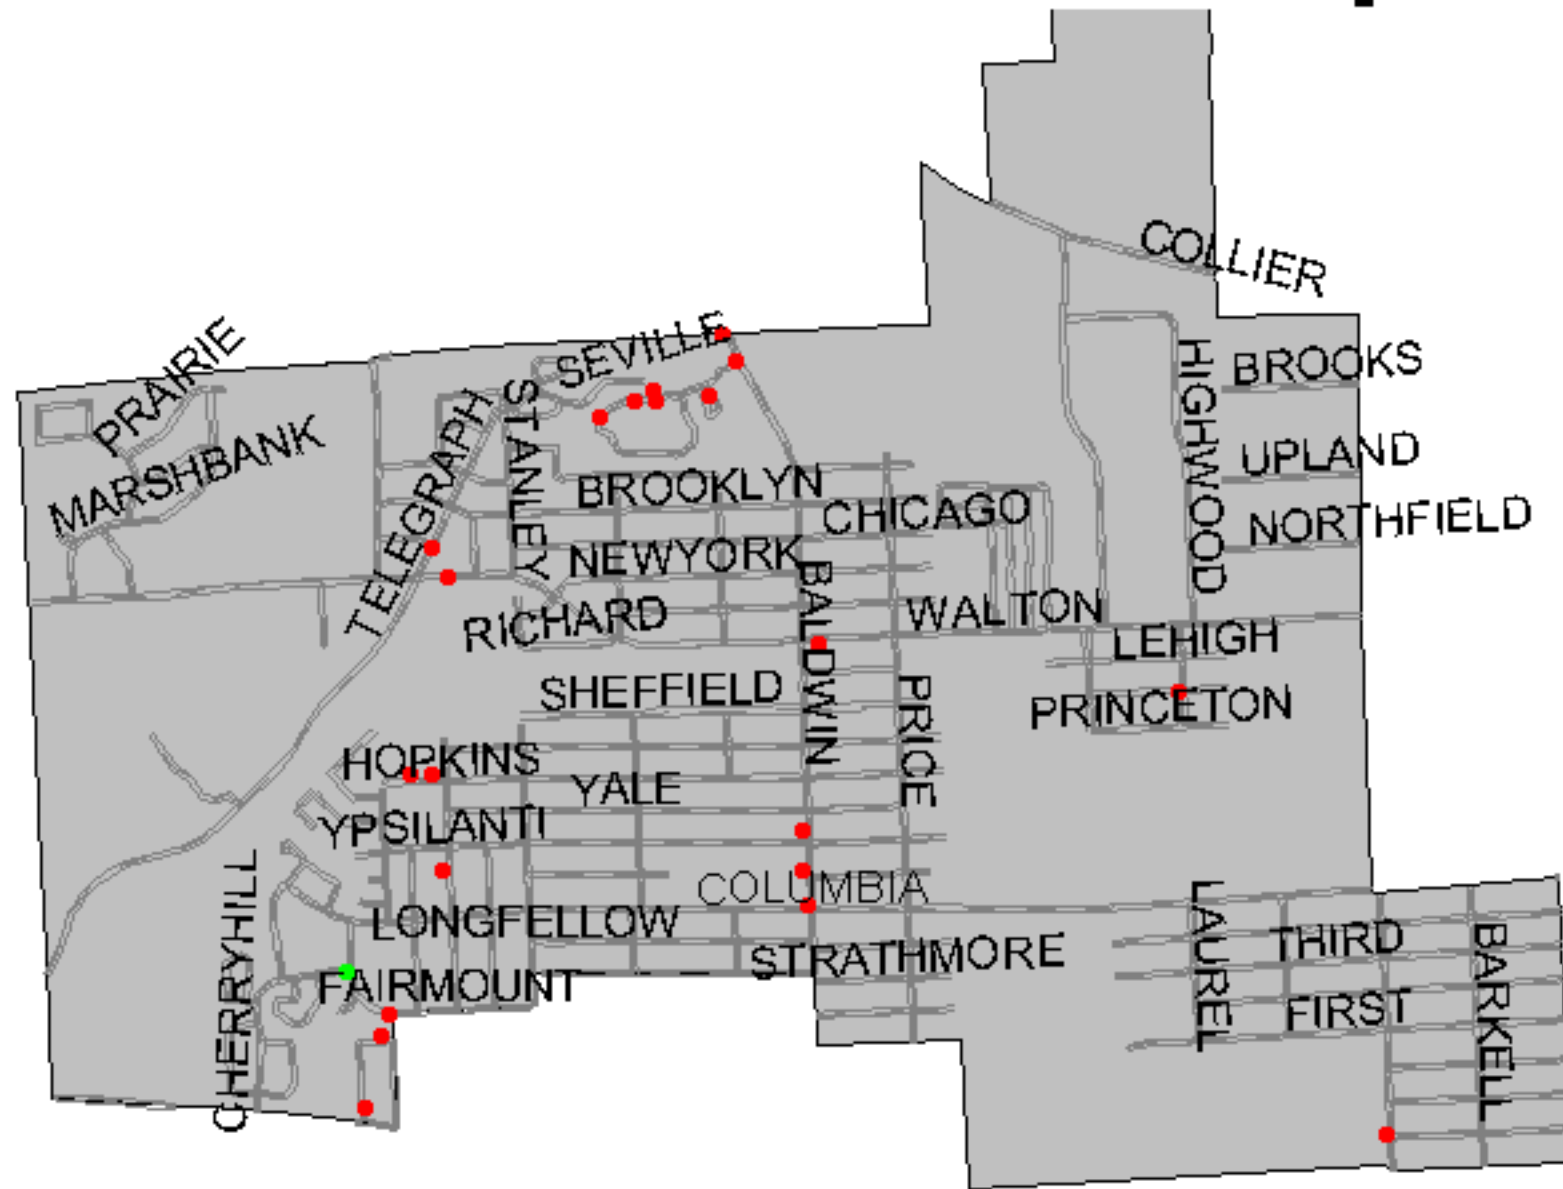 COLLIER
PRAIRIE
SEVILLE
BROOKS
HIGHWOOD
MARSHBANK
TELEGRAPH
STANLEY
UPLAND
BROOKLYN
CHICAGO
NORTHFIELD
NEWYORK
BALDWIN
RICHARD
WALTON
LEHIGH
SHEFFIELD
PRICE
PRINCETON
HOPKINS
YALE
YPSILANTI
CHERRYHILL
COLUMBIA
LAUREL
LONGFELLOW
THIRD
BARKELL
STRATHMORE
FAIRMOUNT
FIRST